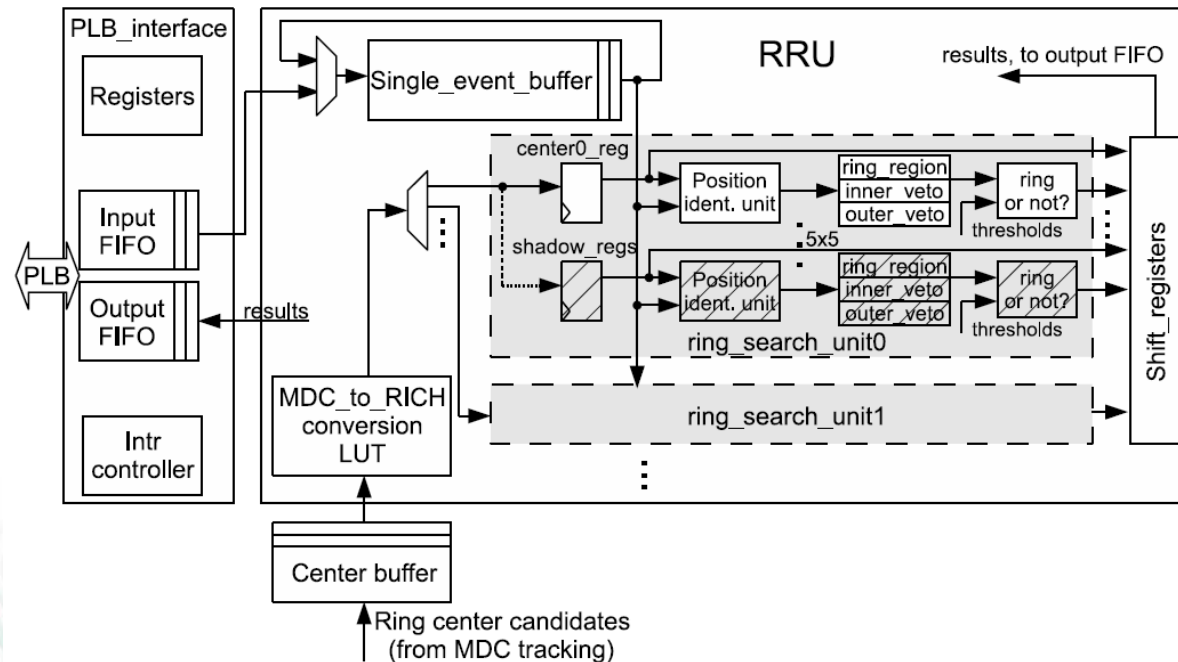 PLB_interface
Registers
Input
FIFO
PLB
Output
FIFO
results
Intr
controller
RRU
Single_event_buffer
results, to output FIFO
center0_reg
Position
ident. unit
ring_region
inner_veto
outer_veto
ring
or not?
thresholds
shadow_regs
5x5
Position
ident. unit
ring_region
inner_veto
outer_veto
ring
or not?
thresholds
ring_search_unit0
ring_search_unit1
Shift_registers
MDC_to_RICH
conversion
LUT
Center buffer
Ring center candidates
(from MDC tracking)